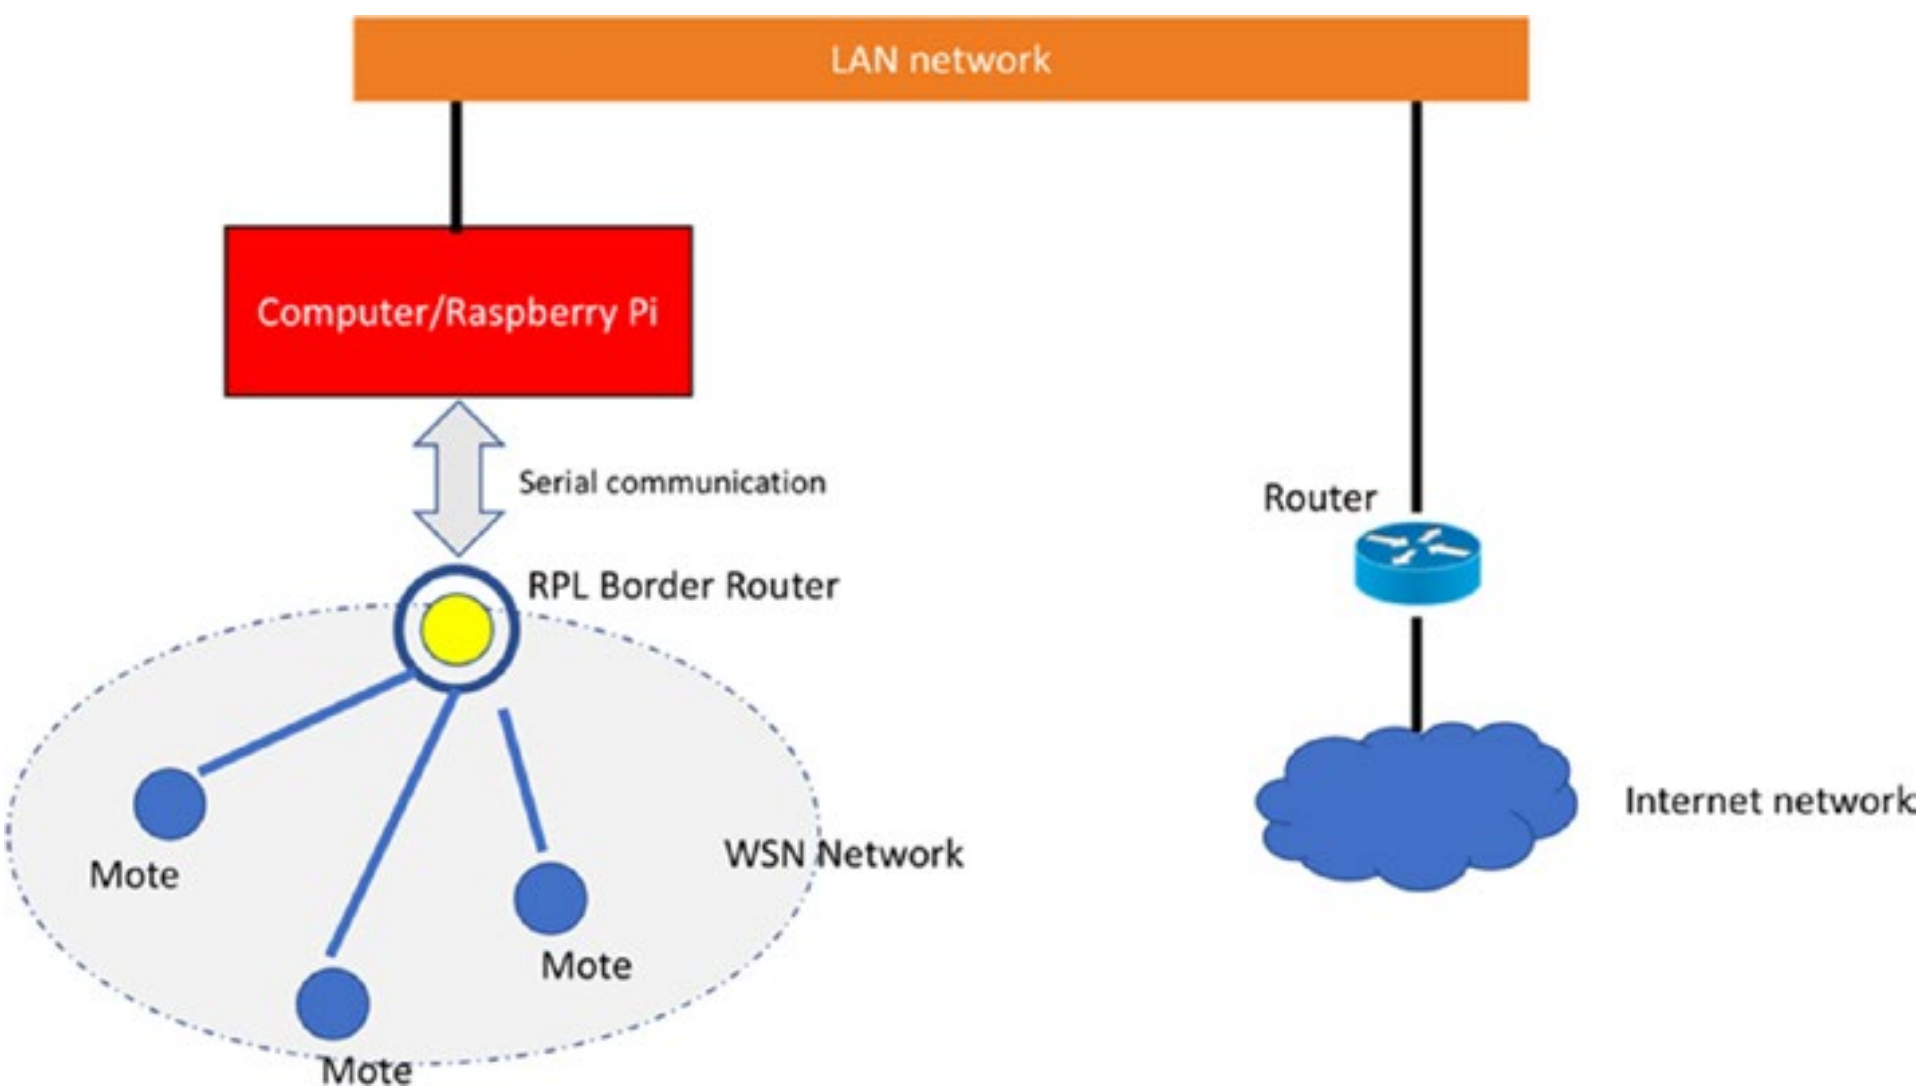 LAN network
Computer/Raspberry Pi
Serial communication
Router
RPL Border Router
Internet network
WSN Network
Mote
Mote
Mote